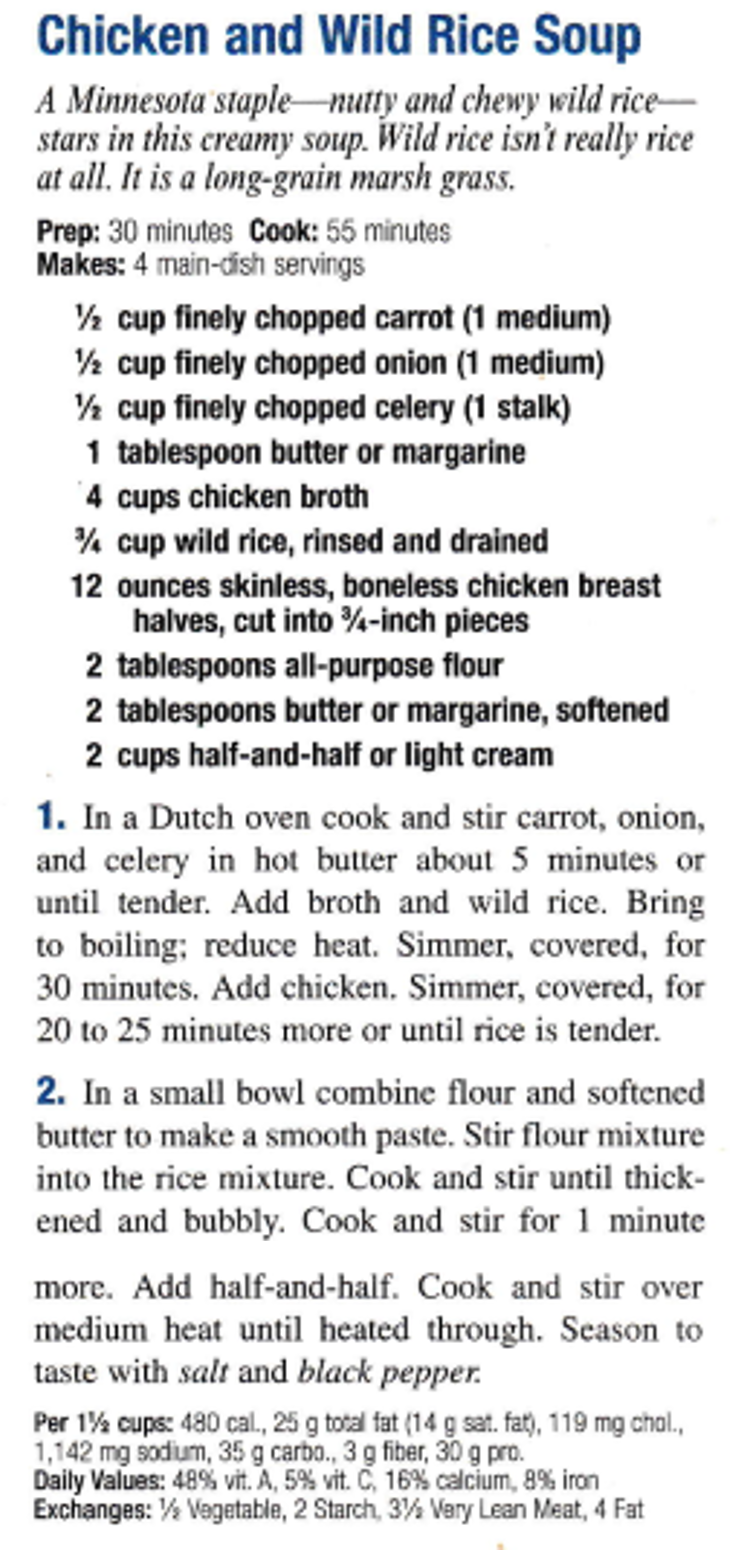 Chicken and Wild Rice Soup
A Minnesota staple—nutty and chewy wild rice—
stars in this creamy soup. Wild rice isn't really rice
at all. It is a long-grain marsh grass.
Prep: 30 minutes Cook: 55 minutes
Makes: 4 main-dish servings
½ cup finely chopped carrot (1 medium)
½ cup finely chopped onion (1 medium)
½ cup finely chopped celery (1 stalk)
1 tablespoon butter or margarine
4 cups chicken broth
¾ cup wild rice, rinsed and drained
12 ounces skinless, boneless chicken breast
halves, cut into ¾-inch pieces
2 tablespoons all-purpose flour
2 tablespoons butter or margarine, softened
2 cups half-and-half or light cream
1. In a Dutch oven cook and stir carrot, onion,
and celery in hot butter about 5 minutes or
until tender. Add broth and wild rice. Bring
to boiling; reduce heat. Simmer, covered, for
30 minutes. Add chicken. Simmer, covered, for
20 to 25 minutes more or until rice is tender.
2. In a small bowl combine flour and softened
butter to make a smooth paste. Stir flour mixture
into the rice mixture. Cook and stir until thick-
ened and bubbly. Cook and stir for 1 minute
more. Add half-and-half. Cook and stir over
medium heat until heated through. Season to
taste with salt and black pepper.
Per 1½ cups: 480 cal., 25 g total fat (14 g sat. fat), 119 mg chol.,
1,142 mg sodium, 35 g carbo., 3 g fiber, 30 g pro.
Daily Values: 48% vit. A, 5% vit. C, 16% calcium, 8% iron
Exchanges: ½ Vegetable, 2 Starch, 3½ Very Lean Meat, 4 Fat